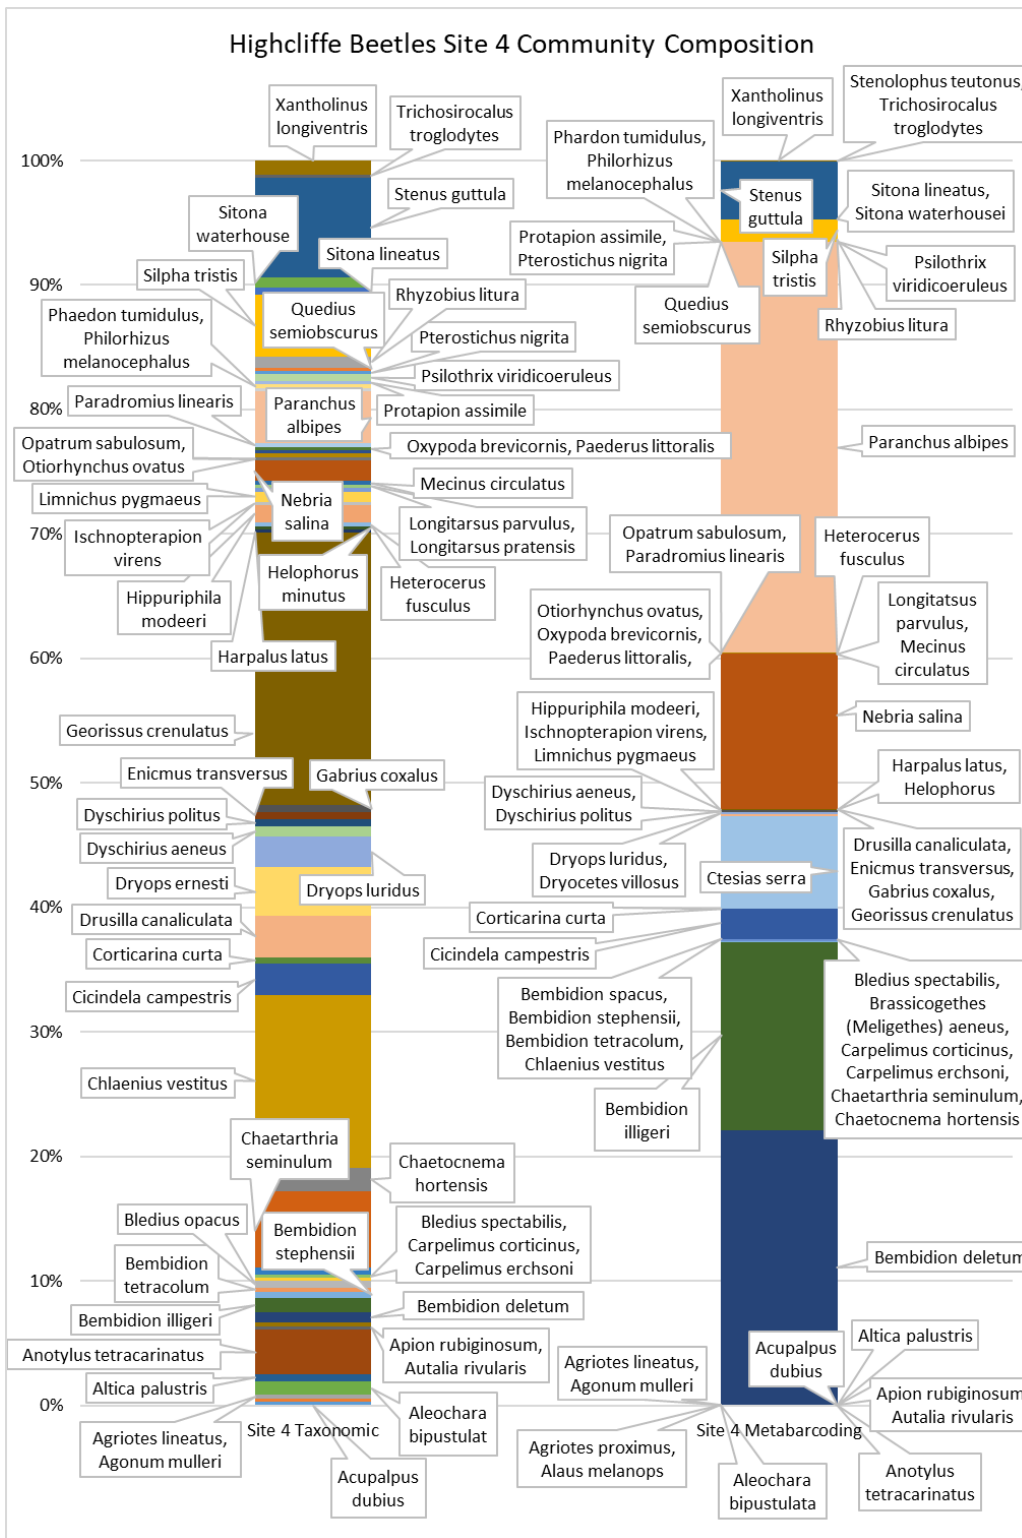 Highcliffe Beetles Site 4 Community Composition
Xantholinus
longiventris
Trichosirocalus
troglodytes
Stenus guttula
Sitona
waterhouse
Sitona lineatus
Silpha tristis
Rhyzobius litura
Quedius
semiobscurus
Phaedon tumidulus,
Philorhizus
melanocephalus
Pterostichus nigrita
Psilothrix viridicoeruleus
Paradromius linearis
Paranchus
albipes
Protapion assimile
Opatrum sabulosum,
Otiorhynchus ovatus
Oxypoda brevicornis, Paederus littoralis
Limnichus pygmaeus
Nebria
salina
Mecinus circulatus
Ischnopterapion
virens
Longitarsus parvulus,
Longitarsus pratensis
Hippuriphila
modeeri
Helophorus
minutus
Heterocerus
fusculus
Harpalus latus
Georissus crenulatus
Enicmus transversus
Gabrius coxalus
Dyschirius politus
Dyschirius aeneus
Dryops ernesti
Dryops luridus
Drusilla canaliculata
Corticarina curta
Cicindela campestris
Chlaenius vestitus
Chaetarthria
seminulum
Chaetocnema
hortensis
Bledius opacus
Bembidion
stephensii
Bledius spectabilis,
Carpelimus corticinus,
Carpelimus erchsoni
Bembidion
tetracolum
Bembidion illigeri
Bembidion deletum
Anotylus tetracarinatus
Apion rubiginosum,
Autalia rivularis
Altica palustris
Aleochara
bipustulat
Agriotes lineatus,
Agonum mulleri
Acupalpus
dubius
100%
90%
80%
70%
60%
50%
40%
30%
20%
10%
0%
Site 4 Taxonomic
Xantholinus
longiventris
Stenolophus teutonus,
Trichosirocalus
troglodytes
Phardon tumidulus,
Philorhizus
melanocephalus
Stenus
guttula
Sitona lineatus,
Sitona waterhousei
Protapion assimile,
Pterostichus nigrita
Silpha
tristis
Psilothrix
viridicoeruleus
Quedius
semiobscurus
Rhyzobius litura
Paranchus albipes
Opatrum sabulosum,
Paradromius linearis
Heterocerus
fusculus
Otiorhynchus ovatus,
Oxypoda brevicornis,
Paederus littoralis,
Longitatsus
parvulus,
Mecinus
circulatus
Nebria salina
Hippuriphila modeeri,
Ischnopterapion virens,
Limnichus pygmaeus
Harpalus latus,
Helophorus
Dyschirius aeneus,
Dyschirius politus
Dryops luridus,
Dryocetes villosus
Ctesias serra
Drusilla canaliculata,
Enicmus transversus,
Gabrius coxalus,
Georissus crenulatus
Corticarina curta
Cicindela campestris
Bembidion spacus,
Bembidion stephensii,
Bembidion tetracolum,
Chlaenius vestitus
Bledius spectabilis,
Brassicogethes
(Meligethes) aeneus,
Carpelimus corticinus,
Carpelimus erchsoni,
Chaetarthria seminulum,
Chaetocnema hortensis
Bembidion
illigeri
Bembidion deletum
Acupalpus
dubius
Altica palustris
Agriotes lineatus,
Agonum mulleri
Apion rubiginosum,
Autalia rivularis
Site 4 Metabarcoding
Agriotes proximus,
Alaus melanops
Aleochara
bipustulata
Anotylus
tetracarinatus